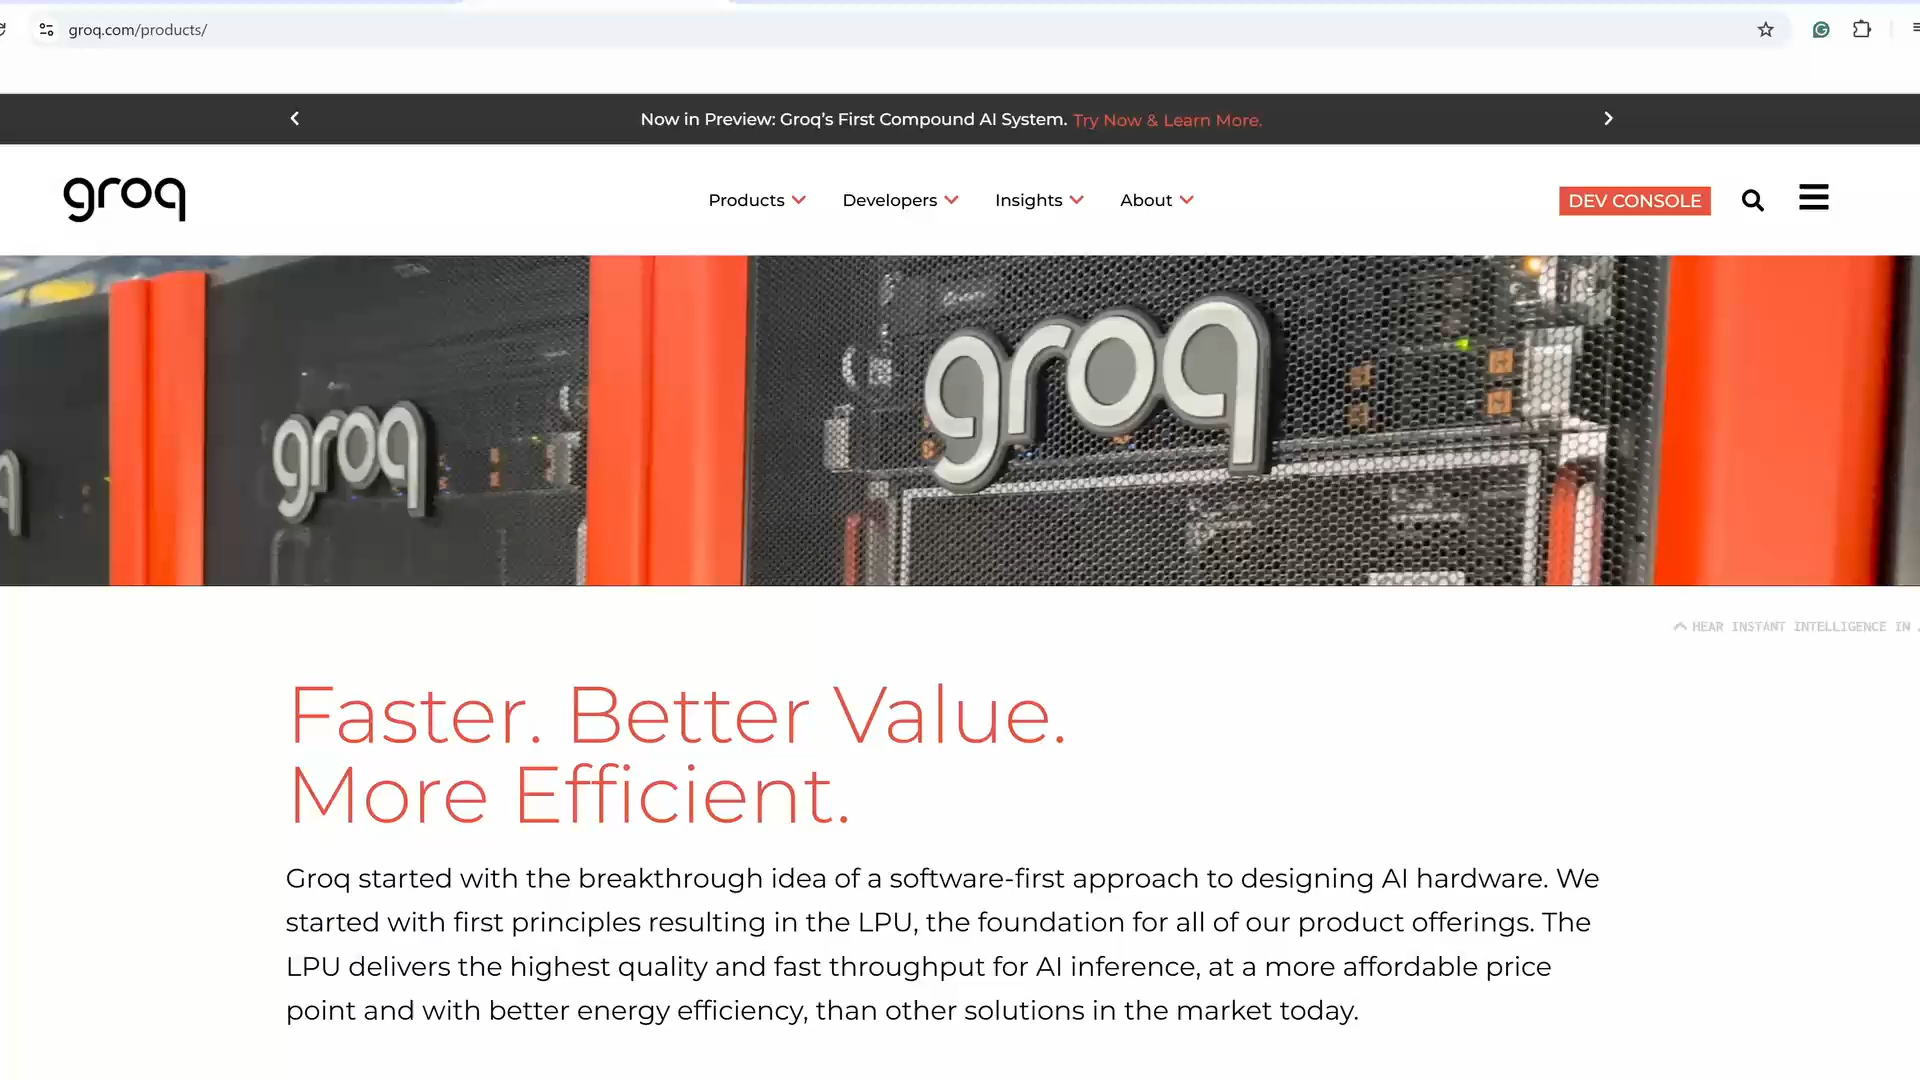 groq.com/products/
Now in Preview: Groq's First Compound AI System. Try Now & Learn More.
groq
Products
Developers
Insights
About
DEV CONSOLE
groq
groq
HEAR INSTANT INTELLIGENCE IN
Faster. Better Value.
More Efficient.
Groq started with the breakthrough idea of a software-first approach to designing AI hardware. We
started with first principles resulting in the LPU, the foundation for all of our product offerings. The
LPU delivers the highest quality and fast throughput for AI inference, at a more affordable price
point and with better energy efficiency, than other solutions in the market today.